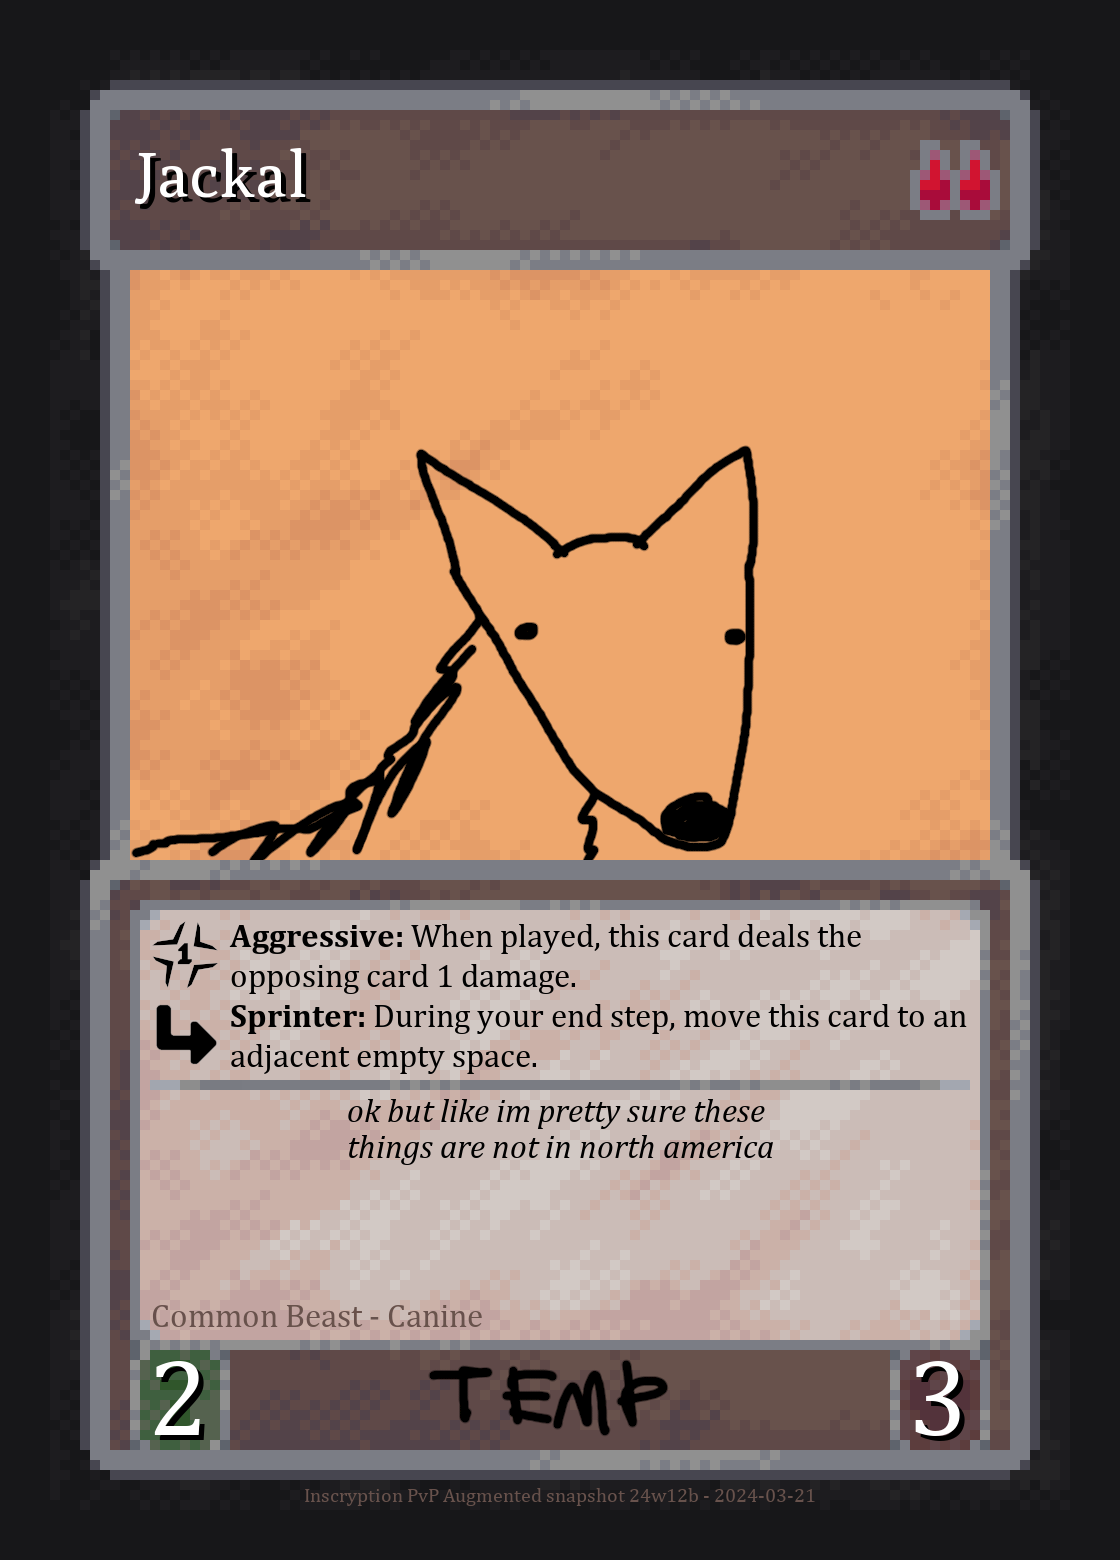 Jackal
1
Aggressive: When played, this card deals the
opposing card 1 damage.
Sprinter: During your end step, move this card to an
adjacent empty space.
ok but like im pretty sure these
things are not in north america
Common Beast - Canine
2 TEMP 3
Inscryption PvP Augmented snapshot 24w12b - 2024-03-21